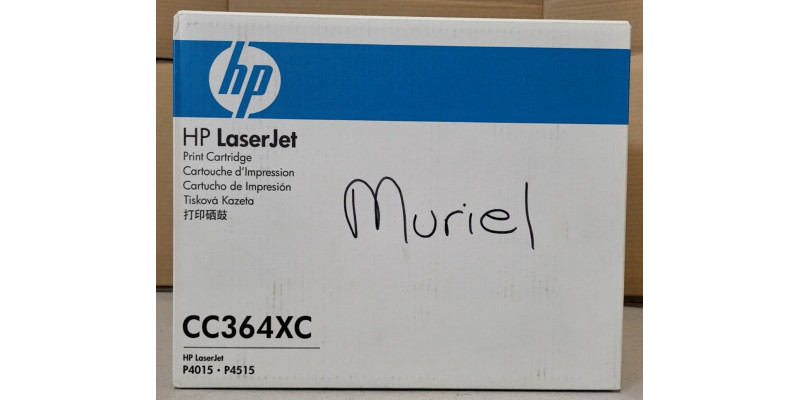 hp
HP LaserJet
Print Cartridge
Cartouche d'Impression
Cartucho de Impresión
Tisková Kazeta
打印硒鼓
Muriel
CC364XC
HP LaserJet
P4015 • P4515